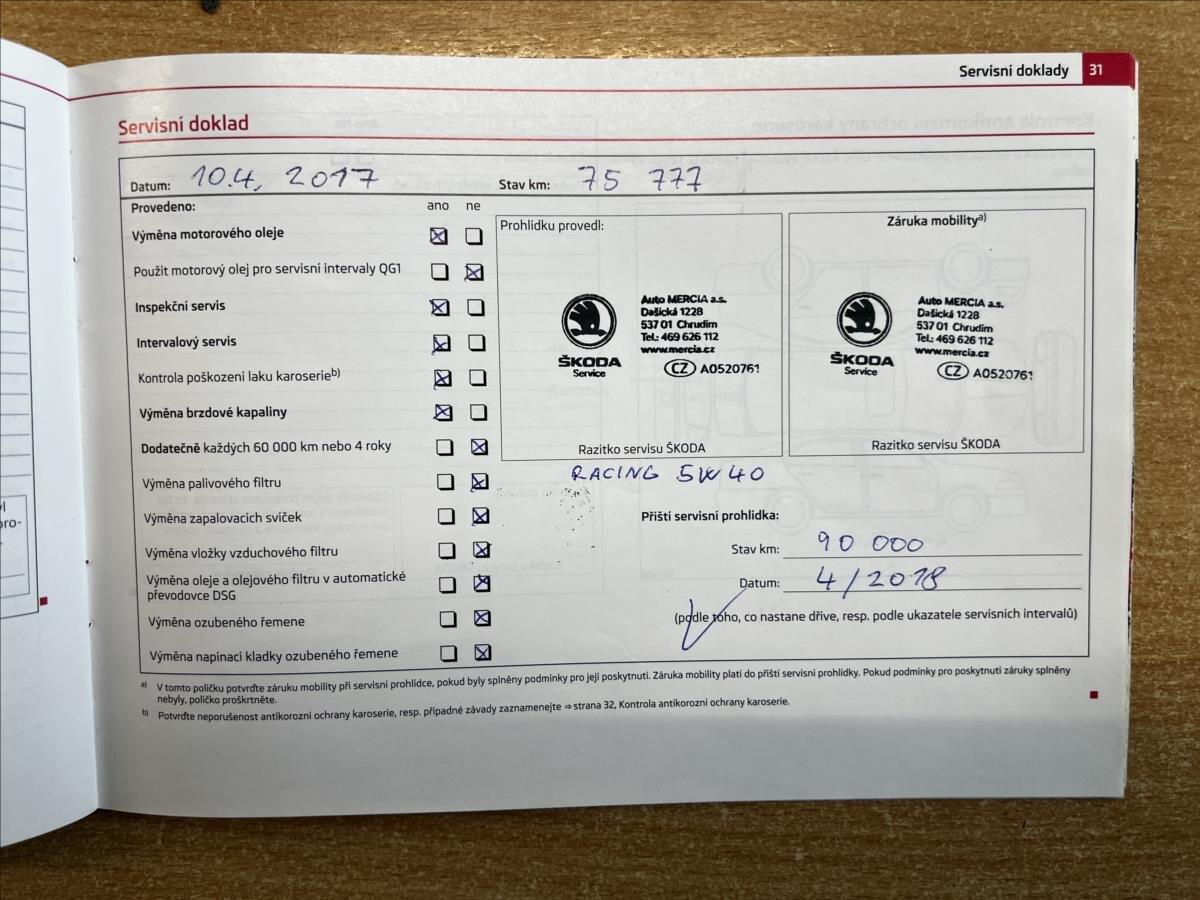 Servisní doklady 31
Servisní doklad
Datum: 10.4. 2017 Stav km: 75 777
Provedeno: ano ne
Výměna motorového oleje
Použit motorový olej pro servisní intervaly QG1
Inspekční servis
Intervalový servis
Kontrola poškození laku karoserie b)
Výměna brzdové kapaliny
Dodatečně každých 60 000 km nebo 4 roky
Výměna palivového filtru
Výměna zapalovacích svíček
Výměna vložky vzduchového filtru
Výměna oleje a olejového filtru v automatické
převodovce DSG
Výměna ozubeného řemene
Výměna napínací kladky ozubeného řemene
Prohlídku provedl:
Auto MERCIA a.s.
Dašická 1228
537 01 Chrudim
Tel.: 469 626 112
www.mercia.cz
ŠKODA
Service
CZ A0520761
Razítko servisu ŠKODA
Záruka mobility a)
Auto MERCIA a.s.
Dašická 1228
537 01 Chrudim
Tel.: 469 626 112
www.mercia.cz
ŠKODA
Service
CZ A0520761
Razítko servisu ŠKODA
RACING 5W40
Příští servisní prohlídka:
Stav km: 90 000
Datum: 4/2018
(podle toho, co nastane dříve, resp. podle ukazatele servisních intervalů)
a) V tomto políčku potvrďte záruku mobility při servisní prohlídce, pokud byly splněny podmínky pro její poskytnutí. Záruka mobility platí do příští servisní prohlídky. Pokud podmínky pro poskytnutí záruky splněny
nebyly, políčko proškrtněte.
b) Potvrďte neporušenost antikorozní ochrany karoserie, resp. případné závady zaznamenejte ⇒ strana 32, Kontrola antikorozní ochrany karoserie.